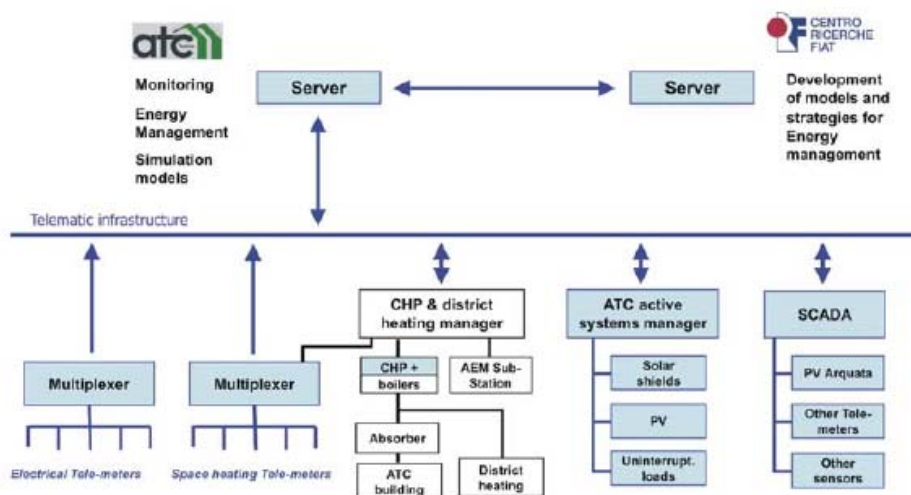 atc
CENTRO
RICERCHE
FIAT
Monitoring
Energy
Management
Simulation
models
Server
Server
Development
of models and
strategies for
Energy
management
Telematic infrastructure
CHP & district
heating manager
ATC active
systems manager
SCADA
Multiplexer
Multiplexer
CHP +
boilers
AEM Sub-
Station
Solar
shields
PV Arquata
Absorber
PV
Other Tele-
meters
Electrical Tele-meters
Space heating Tele-meters
ATC
building
District
heating
Uninterrupt.
loads
Other
sensors